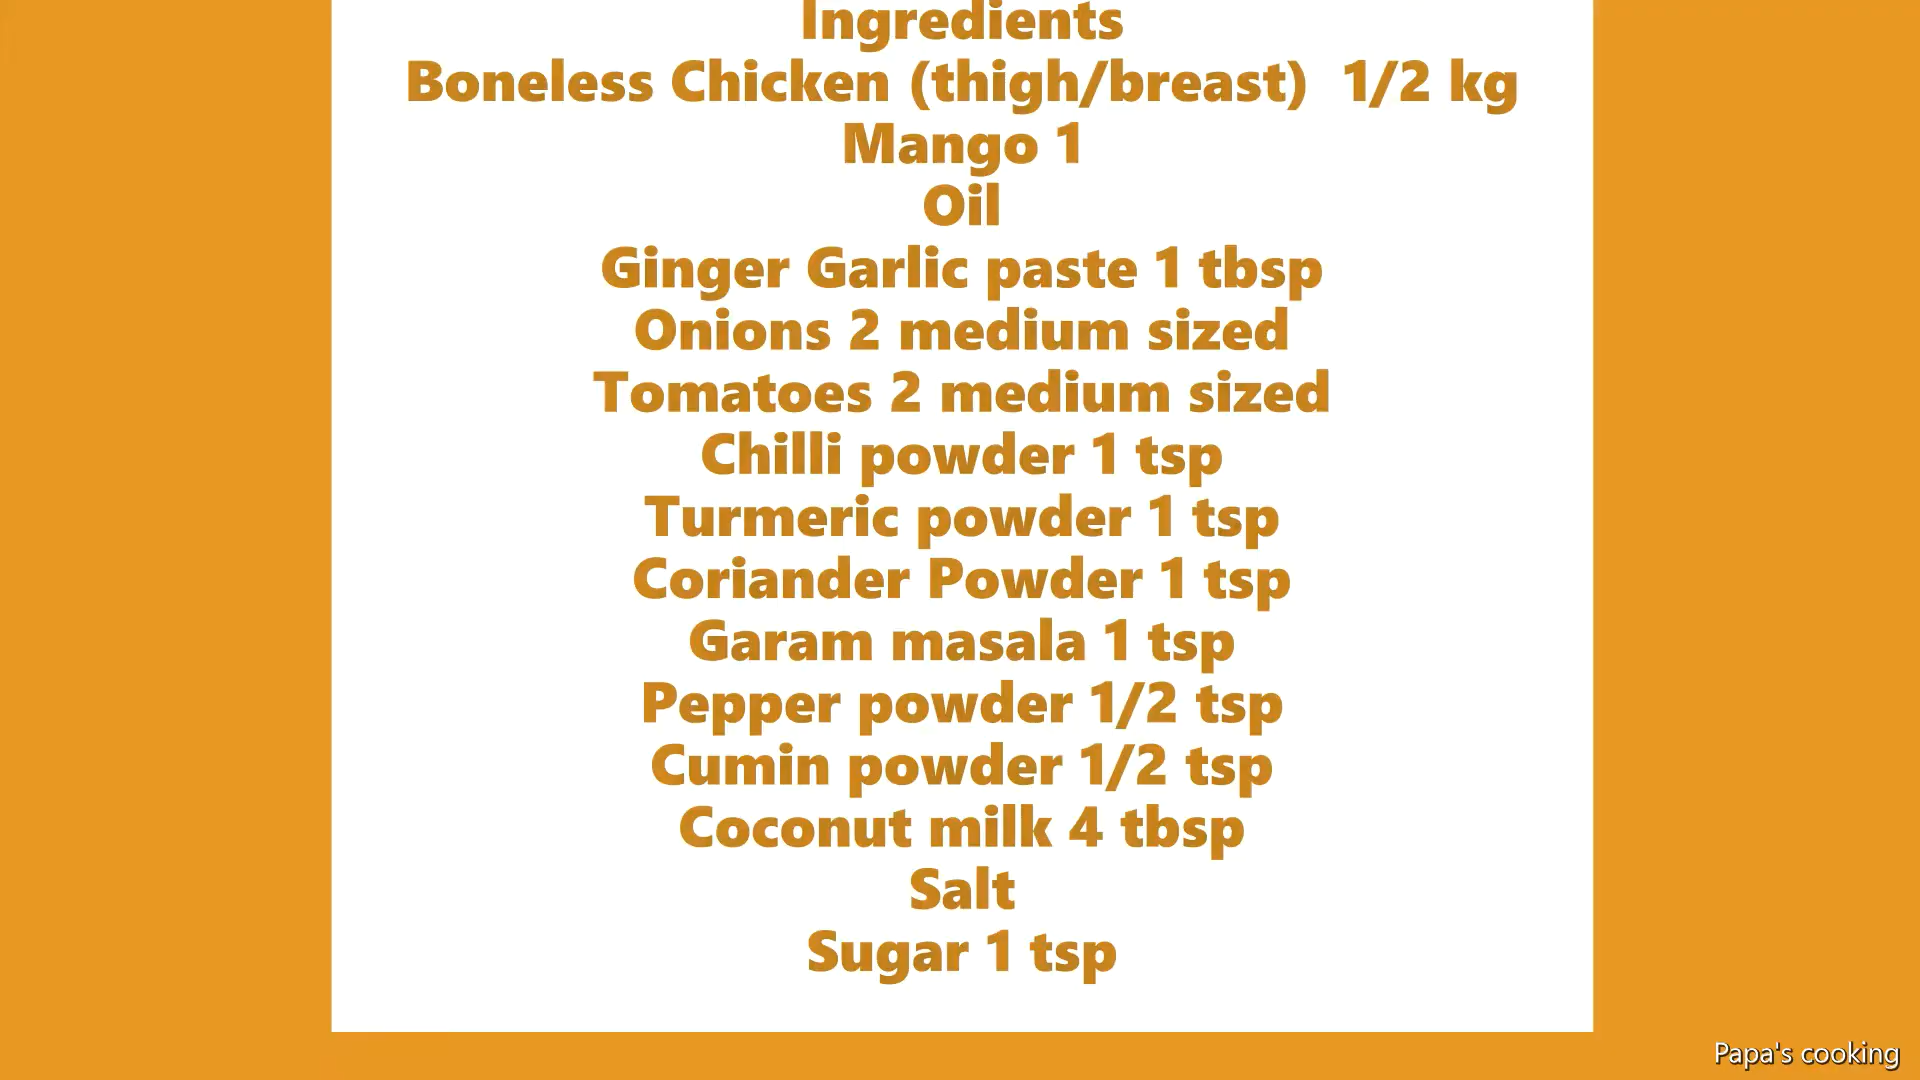 Ingredients
Boneless Chicken (thigh/breast)  1/2 kg
Mango 1
Oil
Ginger Garlic paste 1 tbsp
Onions 2 medium sized
Tomatoes 2 medium sized
Chilli powder 1 tsp
Turmeric powder 1 tsp
Coriander Powder 1 tsp
Garam masala 1 tsp
Pepper powder 1/2 tsp
Cumin powder 1/2 tsp
Coconut milk 4 tbsp
Salt
Sugar 1 tsp
Papa's cooking